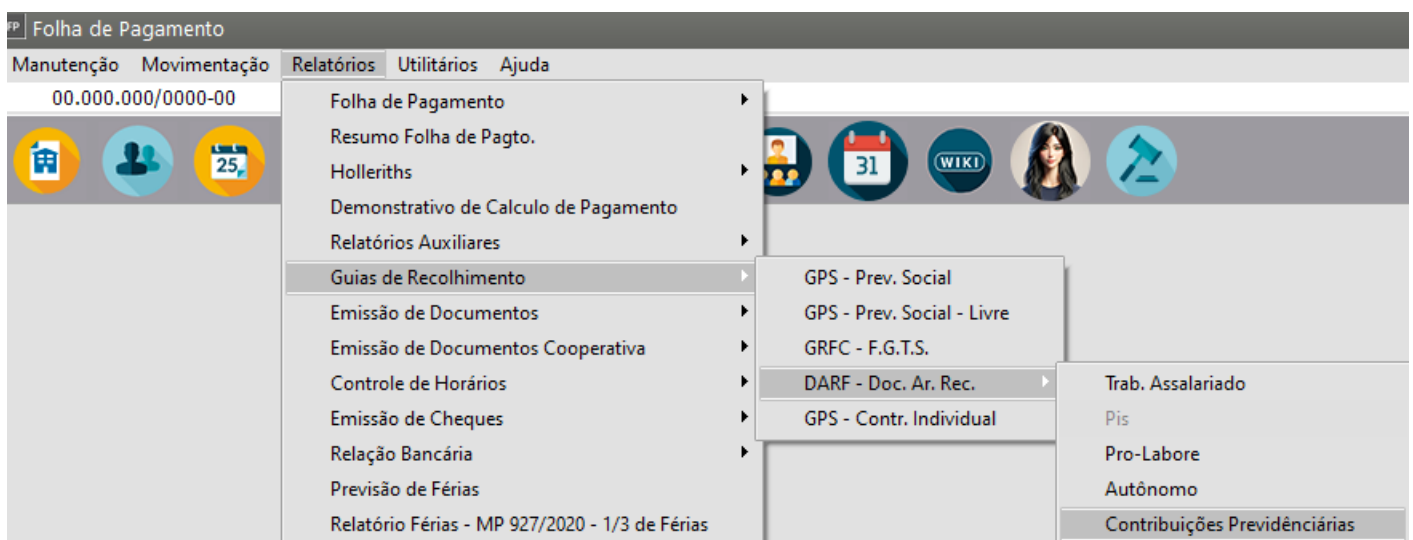 FP Folha de Pagamento
Manutenção Movimentação Relatórios Utilitários Ajuda
00.000.000/0000-00
25
31
WIKI
Folha de Pagamento
Resumo Folha de Pagto.
Holleriths
Demonstrativo de Calculo de Pagamento
Relatórios Auxiliares
Guias de Recolhimento
Emissão de Documentos
Emissão de Documentos Cooperativa
Controle de Horários
Emissão de Cheques
Relação Bancária
Previsão de Férias
Relatório Férias - MP 927/2020 - 1/3 de Férias
GPS - Prev. Social
GPS - Prev. Social - Livre
GRFC - F.G.T.S.
DARF - Doc. Ar. Rec.
GPS - Contr. Individual
Trab. Assalariado
Pis
Pro-Labore
Autônomo
Contribuições Previdênciárias